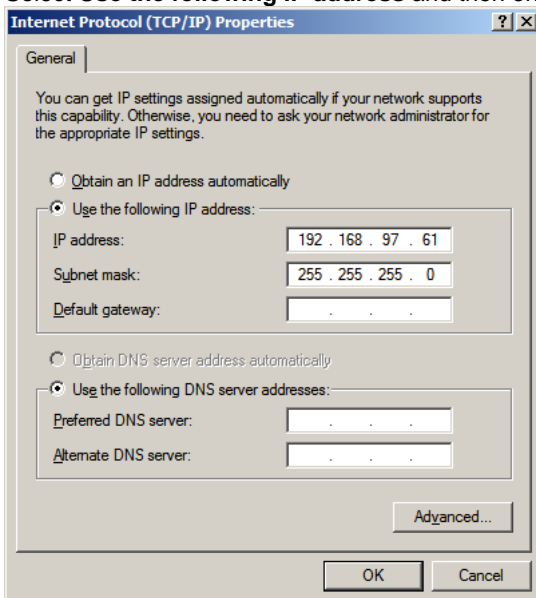 Internet Protocol (TCP/IP) Properties
General
You can get IP settings assigned automatically if your network supports
this capability. Otherwise, you need to ask your network administrator for
the appropriate IP settings.
Obtain an IP address automatically
Use the following IP address:
IP address: 192 . 168 . 97 . 61
Subnet mask: 255 . 255 . 255 . 0
Default gateway: . . .
Obtain DNS server address automatically
Use the following DNS server addresses:
Preferred DNS server: . . .
Alternate DNS server: . . .
Advanced...
OK Cancel